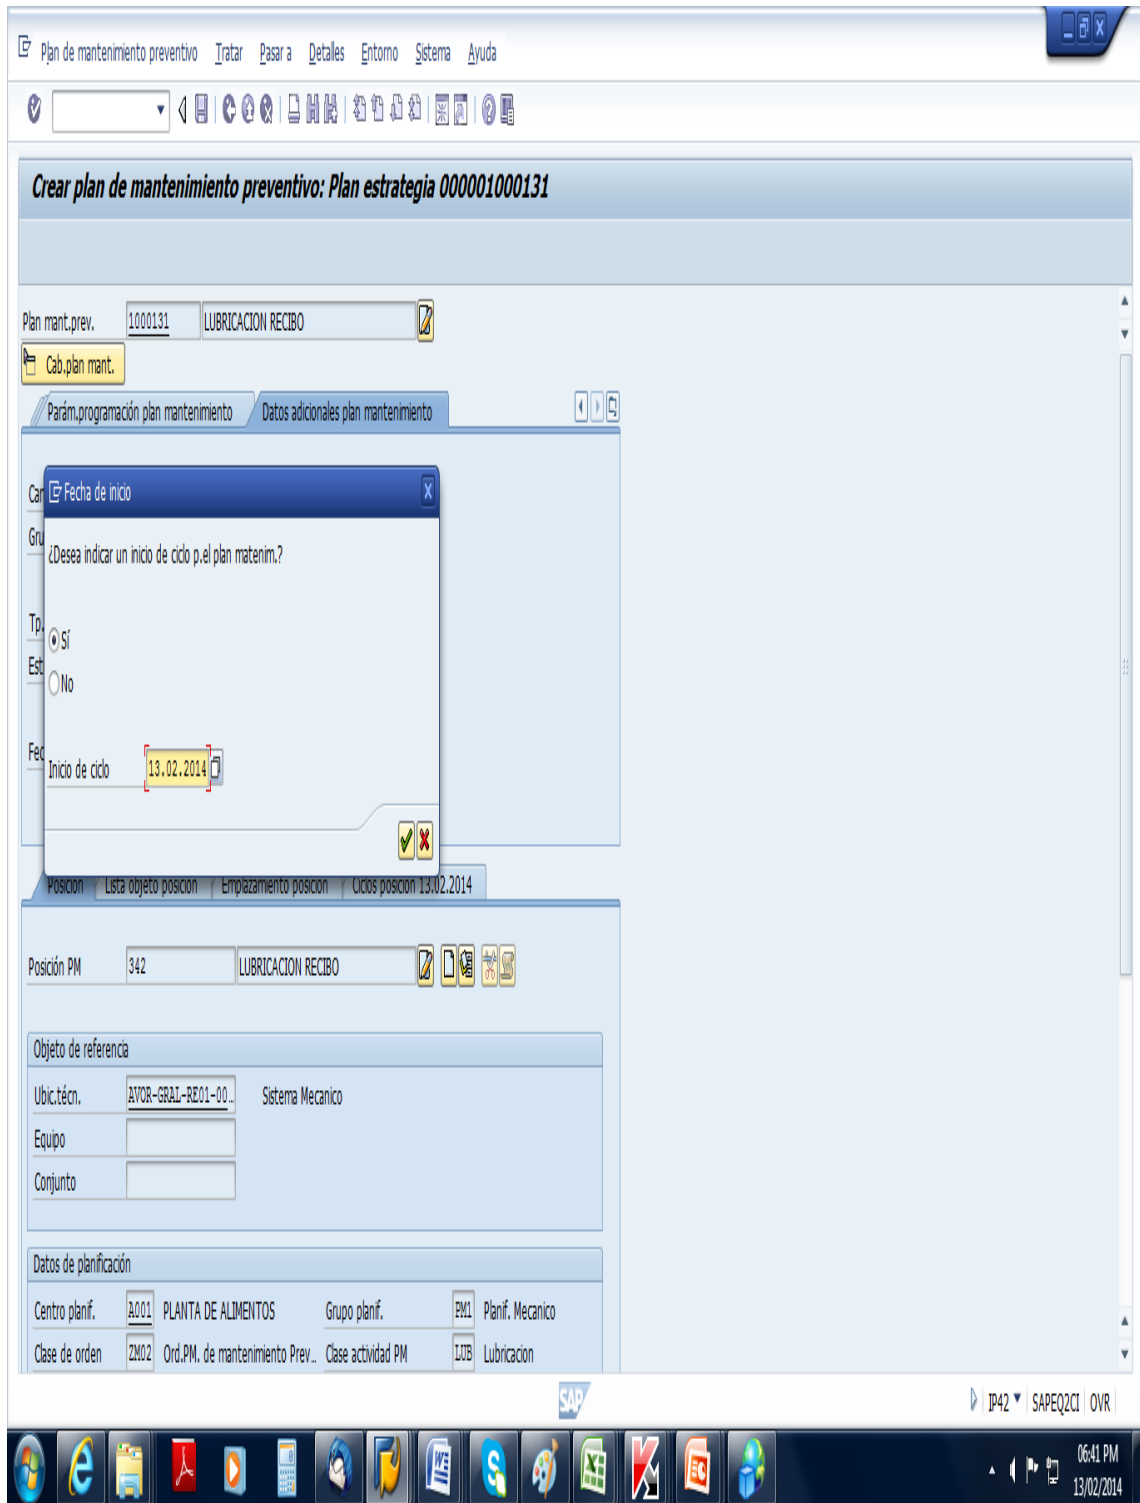 Plan de mantenimiento preventivo Tratar Pasar a Detalles Entorno Sistema Ayuda
Crear plan de mantenimiento preventivo: Plan estrategia 000001000131
Plan mant.prev. 1000131 LUBRICACION RECIBO
Cab.plan mant.
Parám.programación plan mantenimiento Datos adicionales plan mantenimiento
Fecha de inicio
¿Desea indicar un inicio de ciclo p.el plan matenim.?
Tp.
Sí
Est
No
Inicio de ciclo 13.02.2014
Posición Lista objeto posición Emplazamiento posición Ciclos posición 13.02.2014
Posición PM 342 LUBRICACION RECIBO
Objeto de referencia
Ubic.técn. AVOR-GRAL-RE01-00.. Sistema Mecanico
Equipo
Conjunto
Datos de planificación
Centro planif. A001 PLANTA DE ALIMENTOS Grupo planif. PM1 Planif. Mecanico
Clase de orden ZM02 Ord.PM. de mantenimiento Prev... Clase actividad PM LUB Lubricacion
SAP
IP42 SAPEQ2CI OVR
06:41 PM
13/02/2014